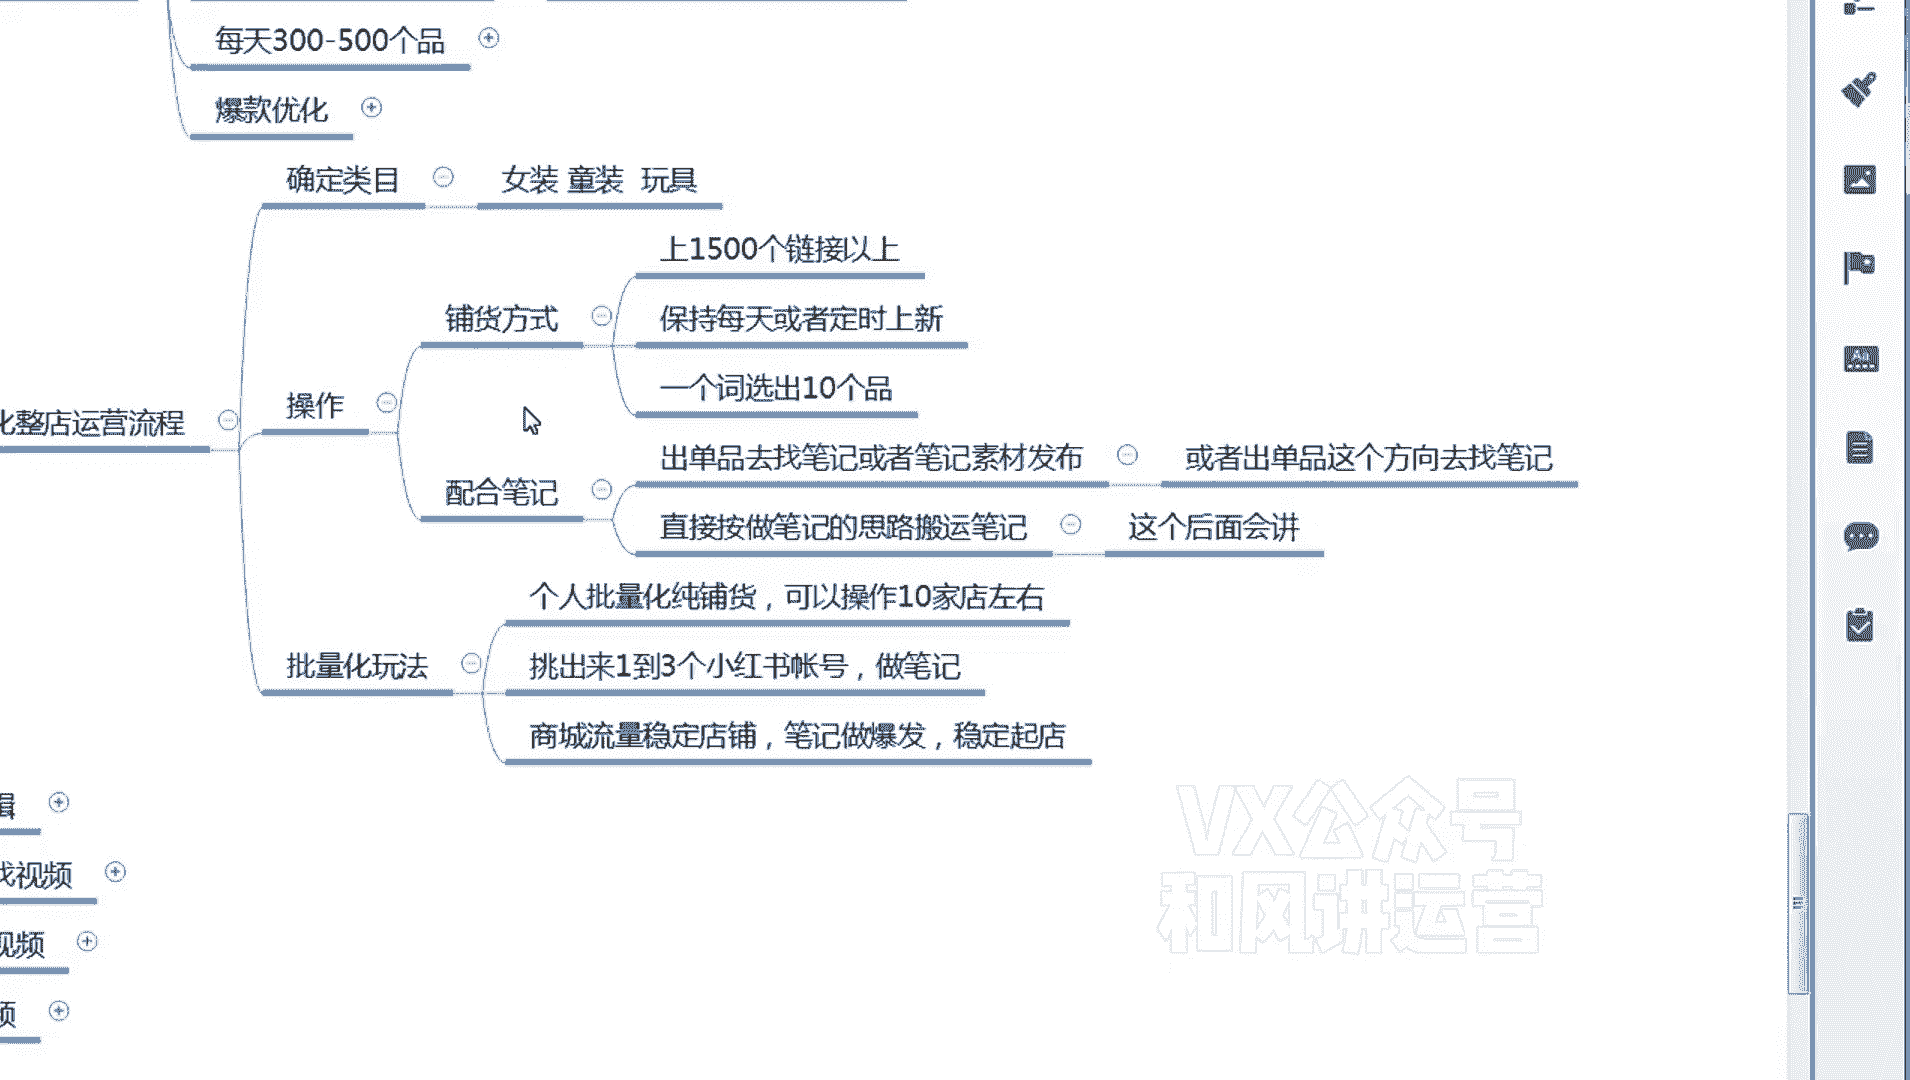 每天300-500个品
爆款优化
确定类目
女装 童装 玩具
上1500个链接以上
铺货方式
保持每天或者定时上新
一个词选出10个品
操作
化整店运营流程
出单品去找笔记或者笔记素材发布
或者出单品这个方向去找笔记
配合笔记
直接按做笔记的思路搬运笔记
这个后面会讲
个人批量化纯铺货，可以操作10家店左右
批量化玩法
挑出来1到3个小红书帐号，做笔记
商城流量稳定店铺，笔记做爆发，稳定起店
VX公众号
和风讲运营
找视频
视频
Aa